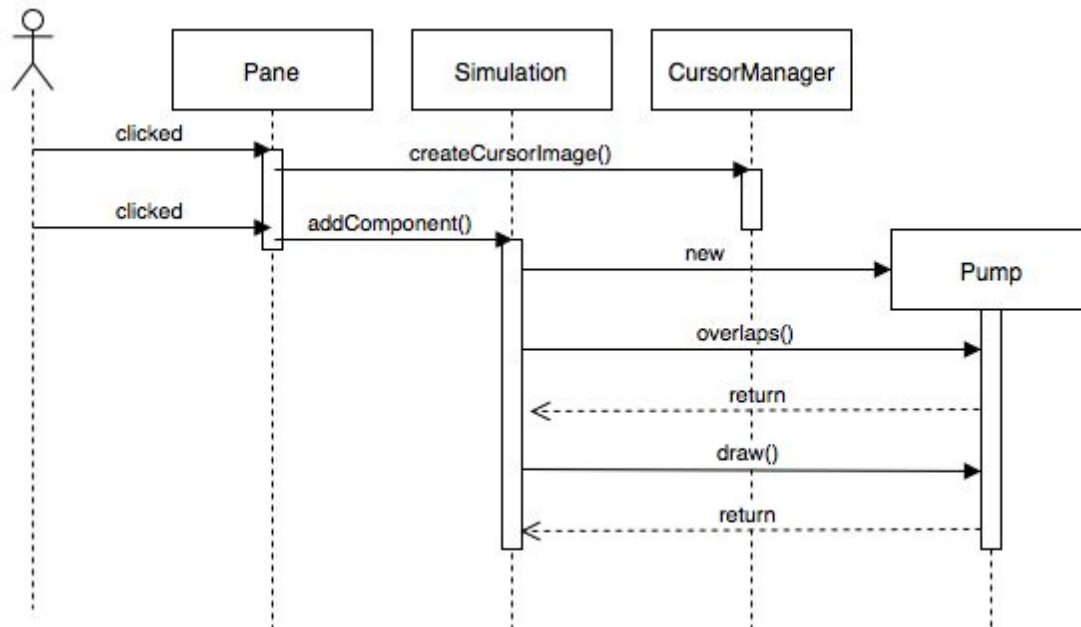 Pane
Simulation
CursorManager
clicked
createCursorImage()
clicked
addComponent()
new
Pump
overlaps()
return
draw()
return